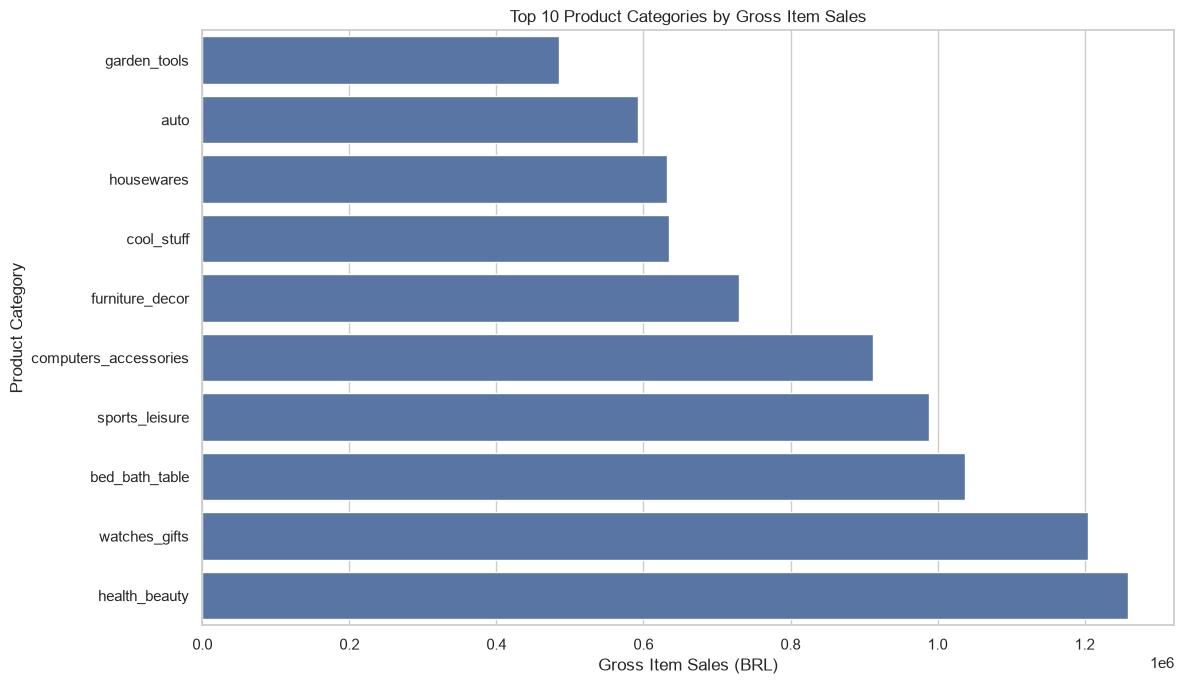 Top 10 Product Categories by Gross Item Sales
Product Category
garden_tools
auto
housewares
cool_stuff
furniture_decor
computers_accessories
sports_leisure
bed_bath_table
watches_gifts
health_beauty
0.0 0.2 0.4 0.6 0.8 1.0 1.2
1e6
Gross Item Sales (BRL)